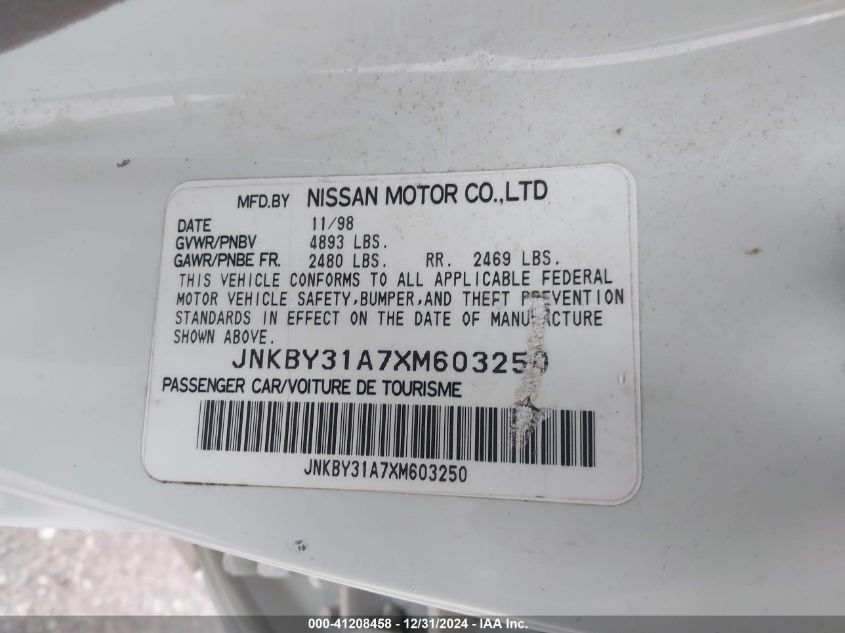 MFD.BY NISSAN MOTOR CO.,LTD
DATE 11/98
GVWR/PNBV 4893 LBS.
GAWR/PNBE FR. 2480 LBS. RR. 2469 LBS.
THIS VEHICLE CONFORMS TO ALL APPLICABLE FEDERAL
MOTOR VEHICLE SAFETY,BUMPER,AND THEFT PREVENTION
STANDARDS IN EFFECT ON THE DATE OF MANUFACTURE
SHOWN ABOVE.
JNKBY31A7XM603250
PASSENGER CAR/VOITURE DE TOURISME
JNKBY31A7XM603250
000-41208458 - 12/31/2024 - IAA Inc.